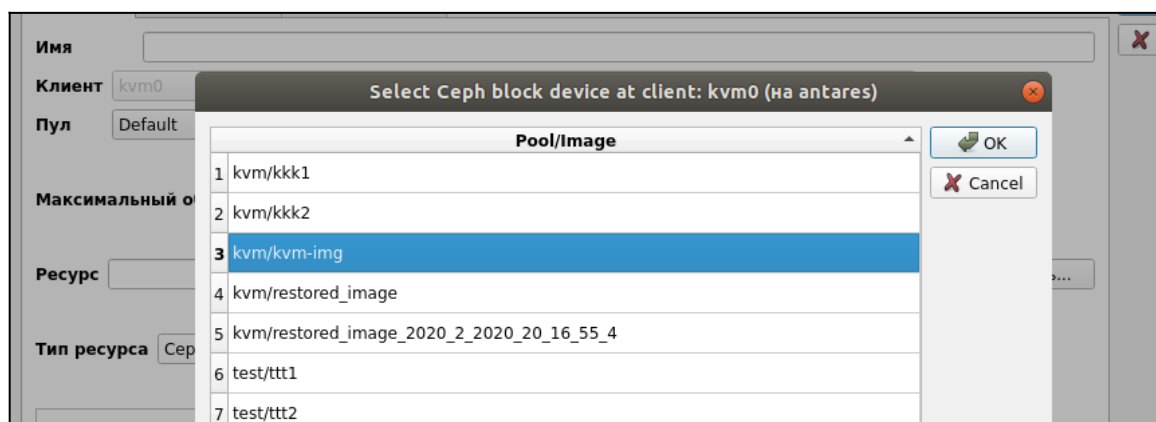 Имя
Клиент kvm0
Select Ceph block device at client: kvm0 (на antares)
Пул Default
Pool/Image
OK
1 kvm/kkk1
Cancel
Максимальный о
2 kvm/kkk2
3 kvm/kvm-img
Ресурс
4 kvm/restored_image
5 kvm/restored_image_2020_2_2020_20_16_55_4
Тип ресурса Cep
6 test/ttt1
7 test/ttt2